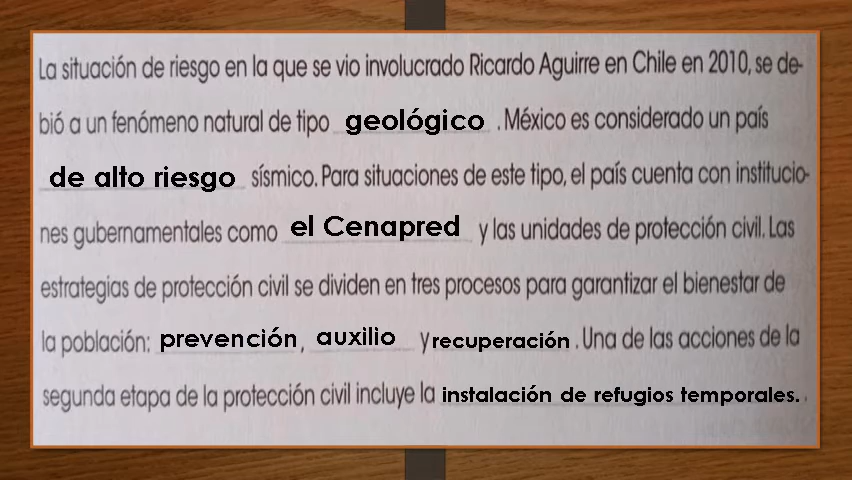 La situación de riesgo en la que se vio involucrado Ricardo Aguirre en Chile en 2010, se de-
bió a un fenómeno natural de tipo geológico . México es considerado un país
de alto riesgo sísmico. Para situaciones de este tipo, el país cuenta con institucio-
nes gubernamentales como el Cenapred y las unidades de protección civil. Las
estrategias de protección civil se dividen en tres procesos para garantizar el bienestar de
la población: prevención, auxilio y recuperación . Una de las acciones de la
segunda etapa de la protección civil incluye la instalación de refugios temporales. .